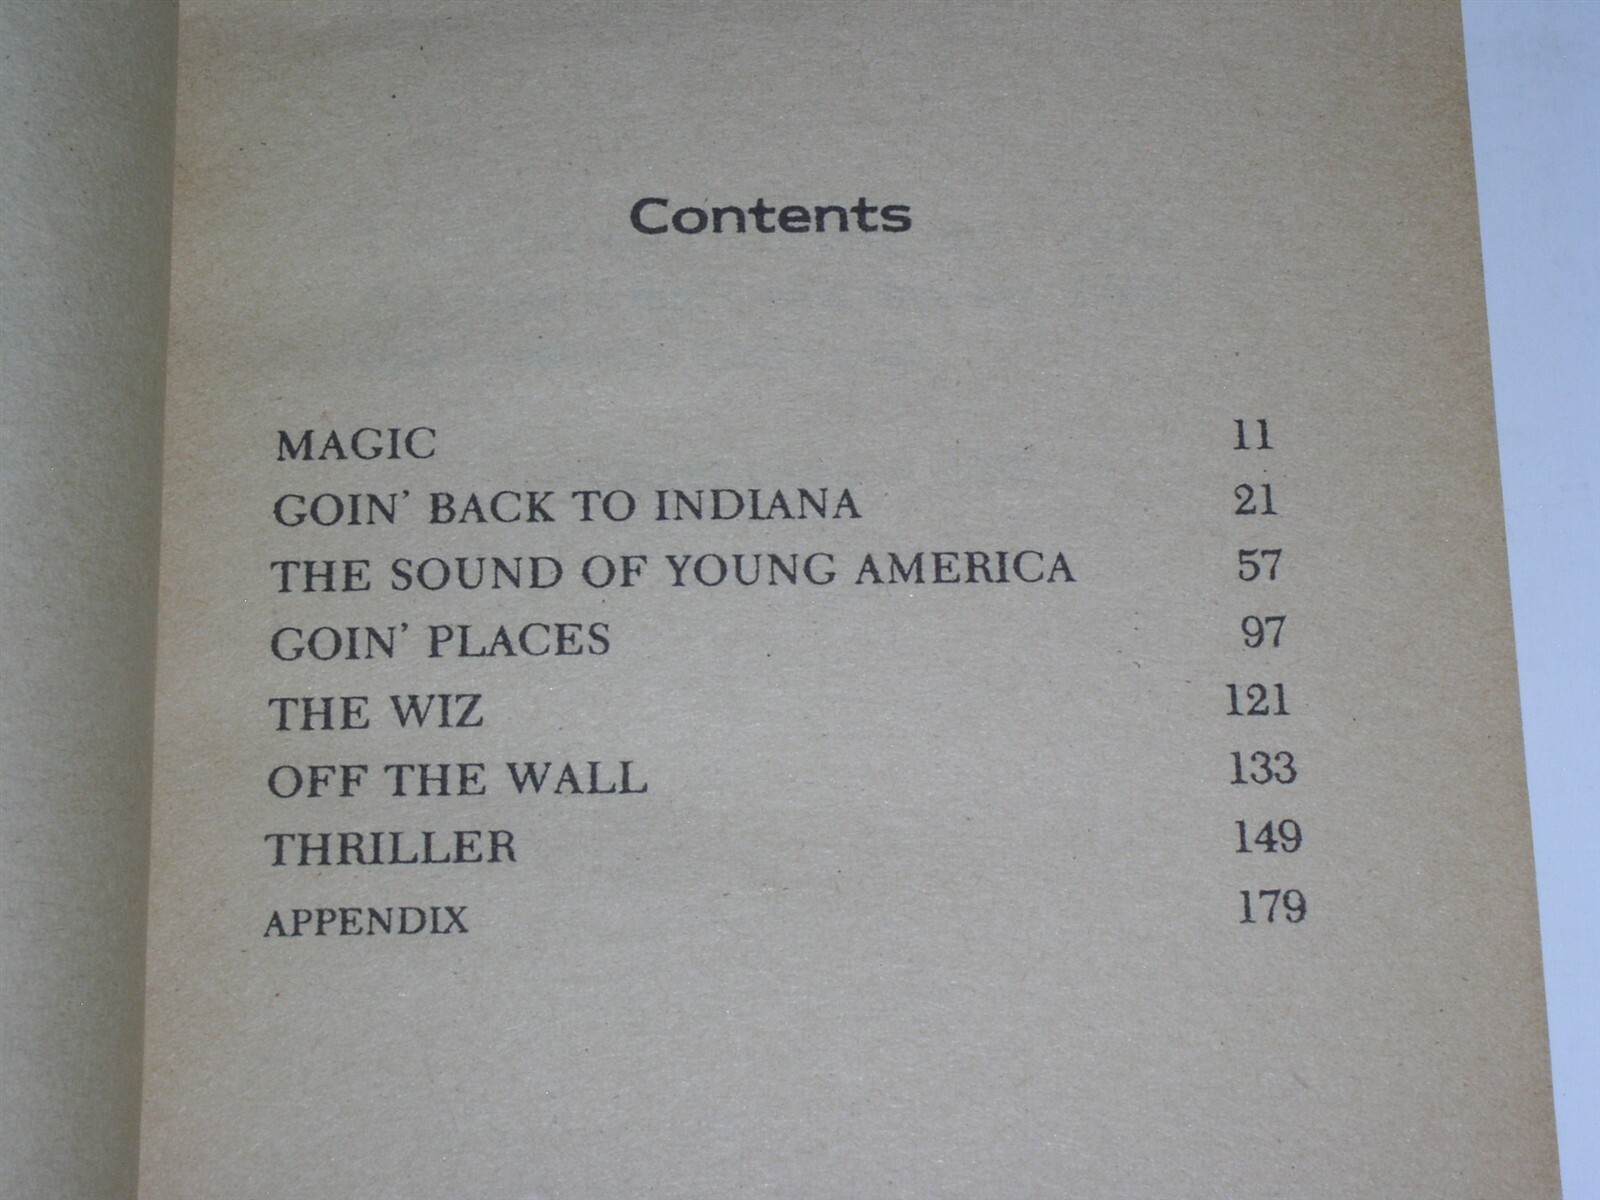 Contents
MAGIC 11
GOIN' BACK TO INDIANA 21
THE SOUND OF YOUNG AMERICA 57
GOIN' PLACES 97
THE WIZ 121
OFF THE WALL 133
THRILLER 149
APPENDIX 179